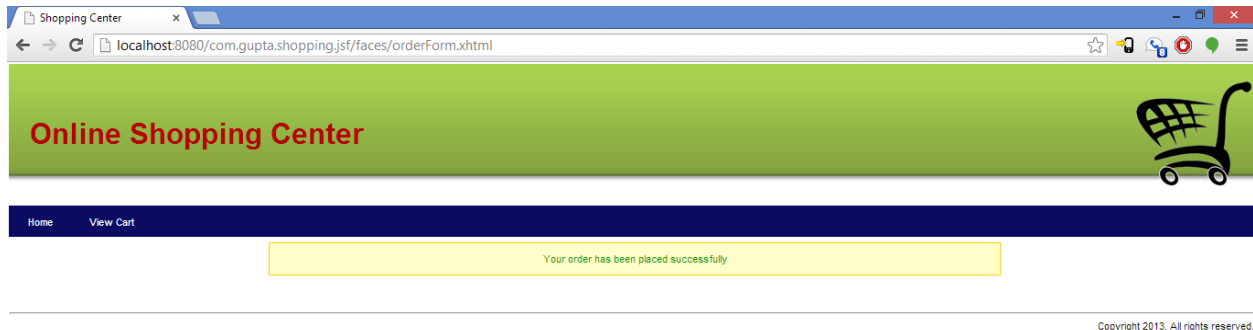 Shopping Center
localhost:8080/com.gupta.shopping.jsf/faces/orderForm.xhtml
8
Online Shopping Center
Home View Cart
Your order has been placed successfully
Copyright 2013. All rights reserved.